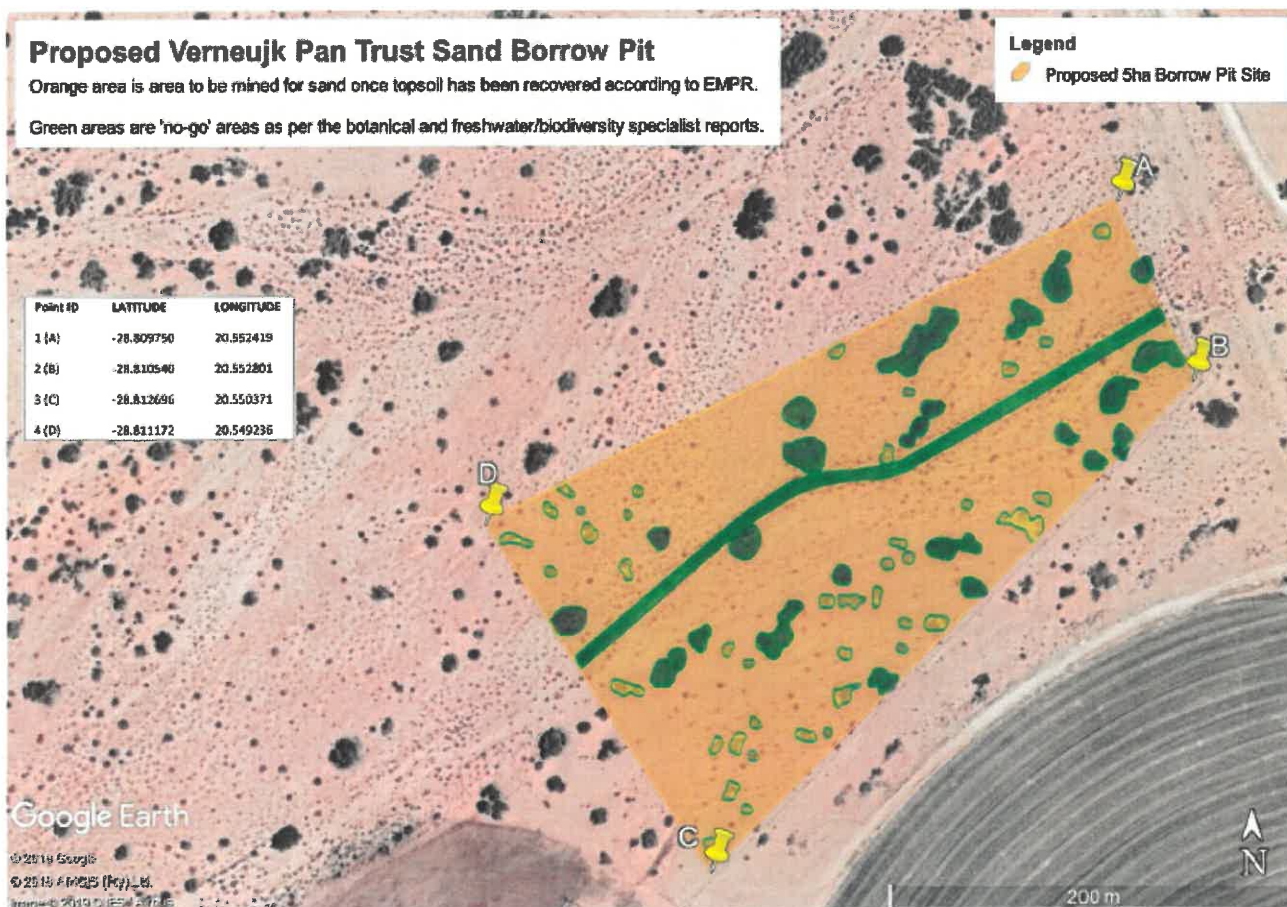 Proposed Verneujk Pan Trust Sand Borrow Pit
Orange area is area to be mined for sand once topsoil has been recovered according to EMPR.
Green areas are 'no-go' areas as per the botanical and freshwater/biodiversity specialist reports.
Legend
Proposed 5ha Borrow Pit Site
A
B
Point ID LATITUDE LONGITUDE
1 (A) -28.809750 20.552419
2 (B) -28.810540 20.552801
3 (C) -28.812696 20.550371
4 (D) -28.811172 20.549236
D
C
Google Earth
Google
N
200 m